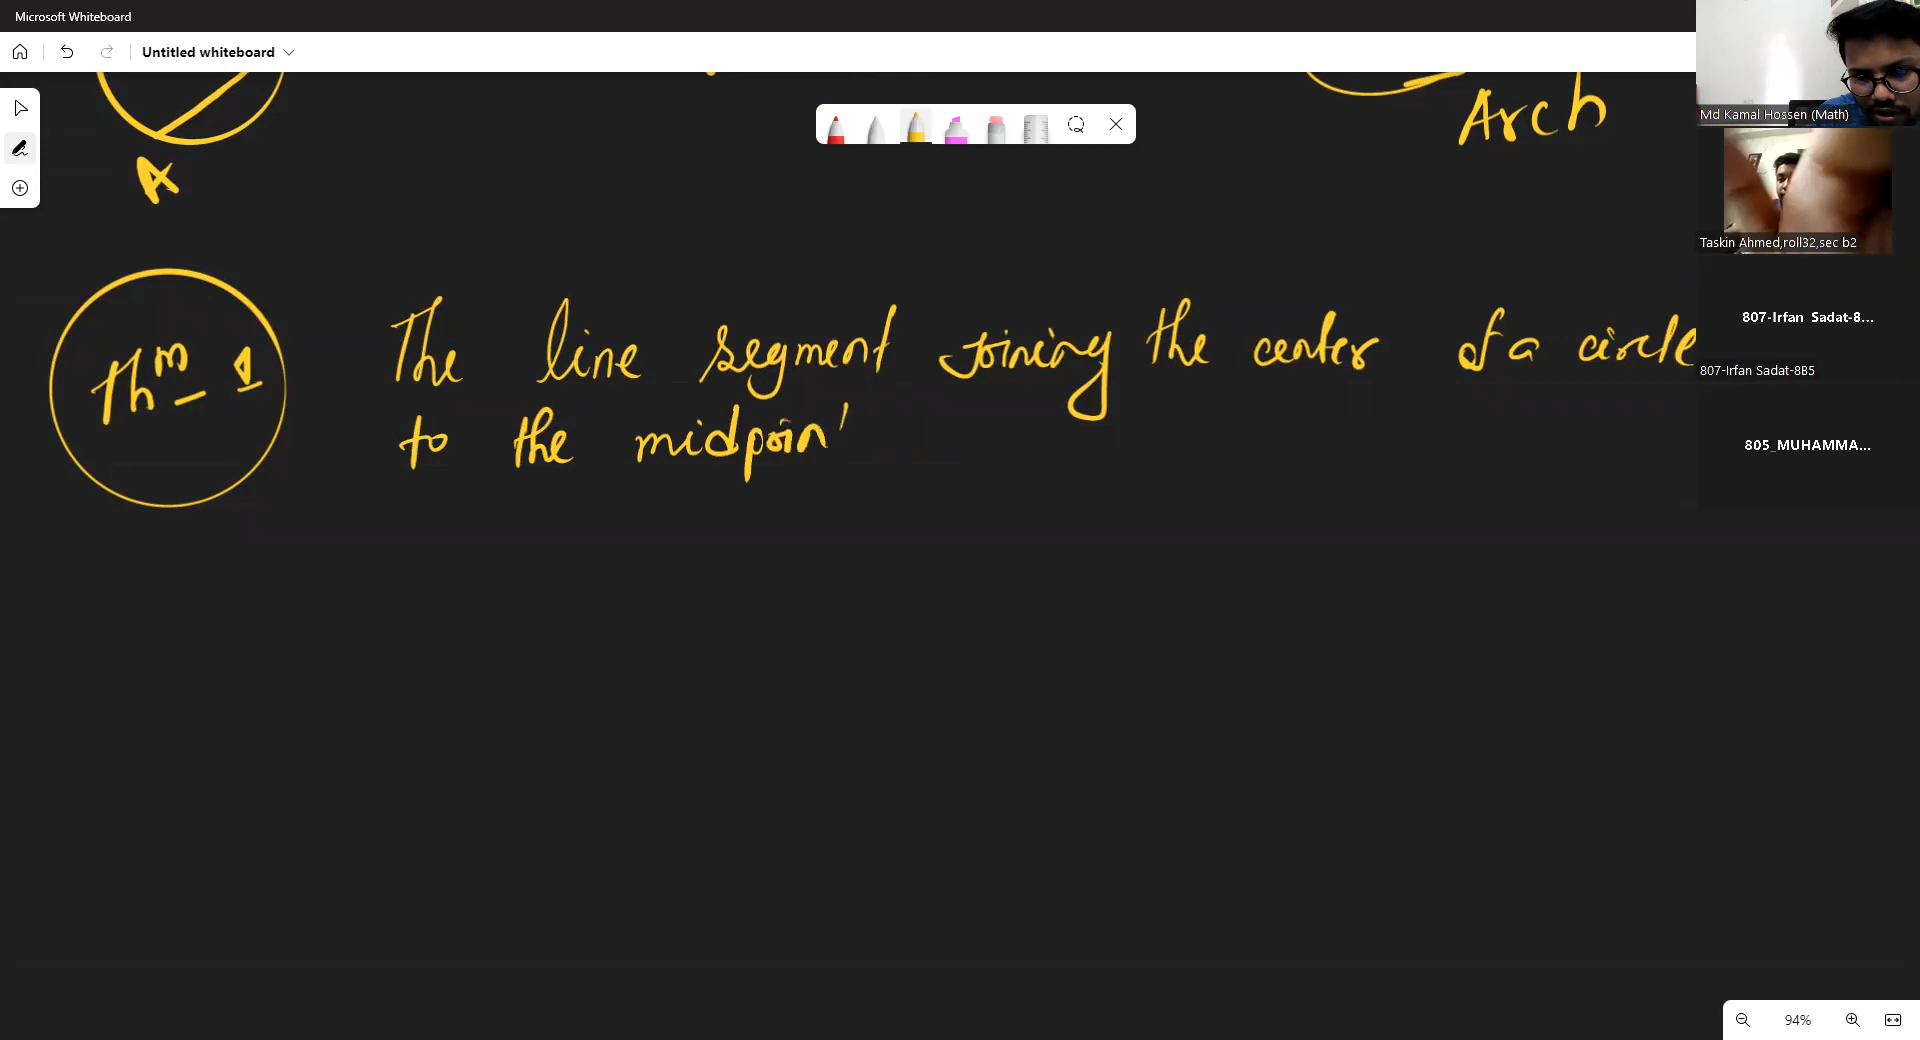 Microsoft Whiteboard
Untitled whiteboard
Arch
A
Md Kamal Hossen (Math)
Taskin Ahmed,roll32,sec b2
Thm- 1
The line segment joining the center of a circle
to the midpoin'
807-Irfan Sadat-8...
807-Irfan Sadat-8B5
805_MUHAMMA...
94%